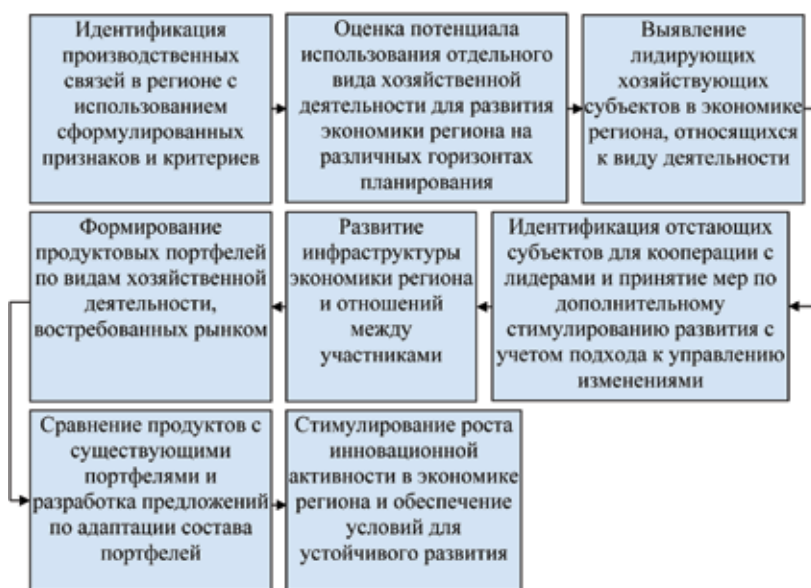 Идентификация
производственных
связей в регионе с
использованием
сформулированных
признаков и критериев
Оценка потенциала
использования отдельного
вида хозяйственной
деятельности для развития
экономики региона на
различных горизонтах
планирования
Выявление
лидирующих
хозяйствующих
субъектов в экономике
региона, относящихся
к виду деятельности
Идентификация отстающих
субъектов для кооперации с
лидерами и принятие мер по
дополнительному
стимулированию развития с
учетом подхода к управлению
изменениями
Развитие
инфраструктуры
экономики региона
и отношений
между
участниками
Формирование
продуктовых портфелей
по видам хозяйственной
деятельности,
востребованных рынком
Сравнение продуктов с
существующими
портфелями и
разработка предложений
по адаптации состава
портфелей
Стимулирование роста
инновационной
активности в экономике
региона и обеспечение
условий для
устойчивого развития